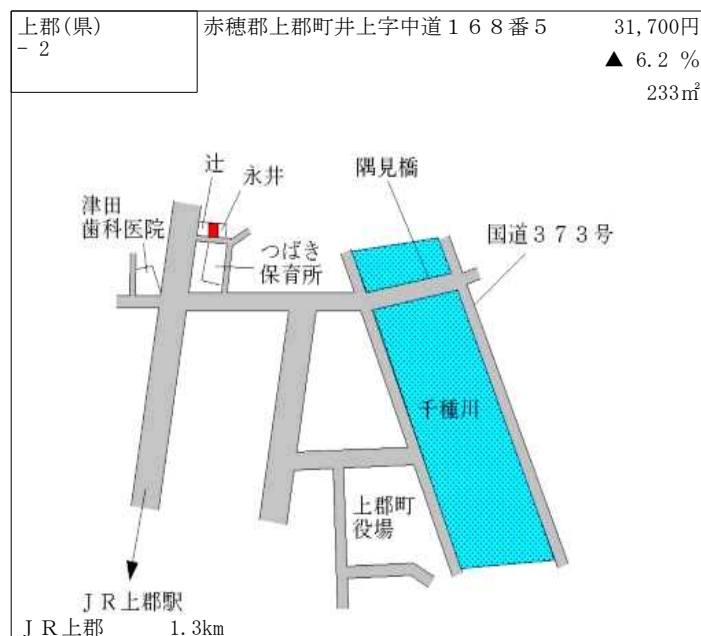 上郡(県)
－2
赤穂郡上郡町井上字中道１６８番５
31,700円
▲ 6.2 %
233㎡
辻
永井
隅見橋
津田
歯科医院
つばき
保育所
国道３７３号
千種川
上郡町
役場
ＪＲ上郡駅
ＪＲ上郡 1.3km